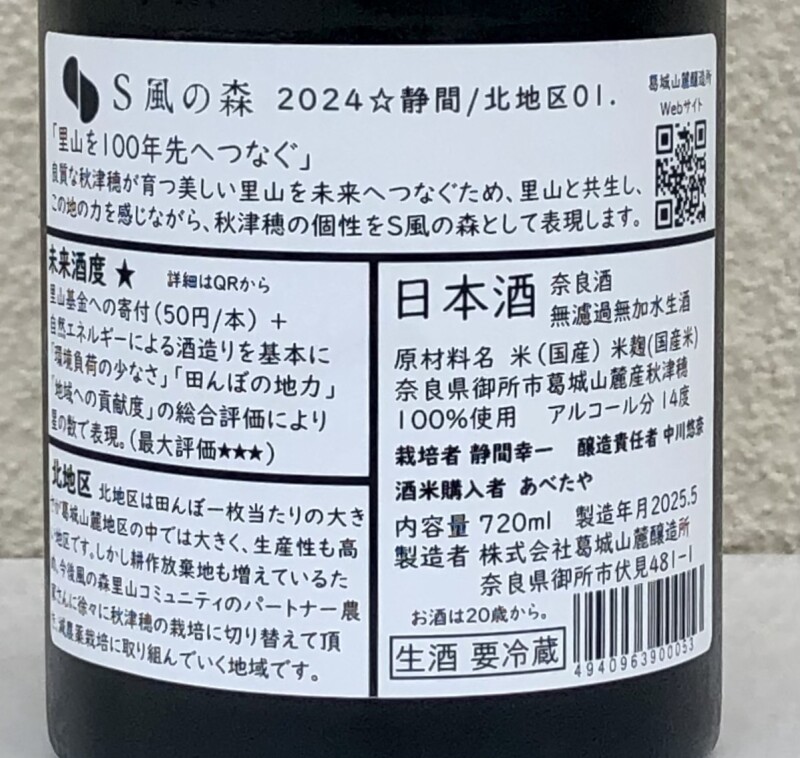 S風の森 2024☆静間/北地区01.
葛城山麓醸造所
Webサイト
「里山を100年先へつなぐ」
良質な秋津穂が育つ美しい里山を未来へつなぐため、里山と共生し、
この地の力を感じながら、秋津穂の個性をS風の森として表現します。
未来酒度 ★ 詳細はQRから
里山基金への寄付(50円/本) +
自然エネルギーによる酒造りを基本に
「環境負荷の少なさ」「田んぼの地力」
「地域への貢献度」の総合評価により
星の数で表現。(最大評価★★★)
北地区 北地区は田んぼ一枚当たりの大き
が葛城山麓地区の中では大きく、生産性も高
地区です。しかし耕作放棄地も増えているた
め、今後風の森里山コミュニティのパートナー農
家さんに徐々に秋津穂の栽培に切り替えて頂
減農薬栽培に取り組んでいく地域です。
日本酒 奈良酒
無濾過無加水生酒
原材料名 米(国産) 米麹(国産米)
奈良県御所市葛城山麓産秋津穂
100%使用 アルコール分 14度
栽培者 静間幸一 醸造責任者 中川悠奈
酒米購入者 あべたや
内容量 720ml 製造年月2025.5
製造者 株式会社葛城山麓醸造所
奈良県御所市伏見481-1
お酒は20歳から。
生酒 要冷蔵
4940963900053